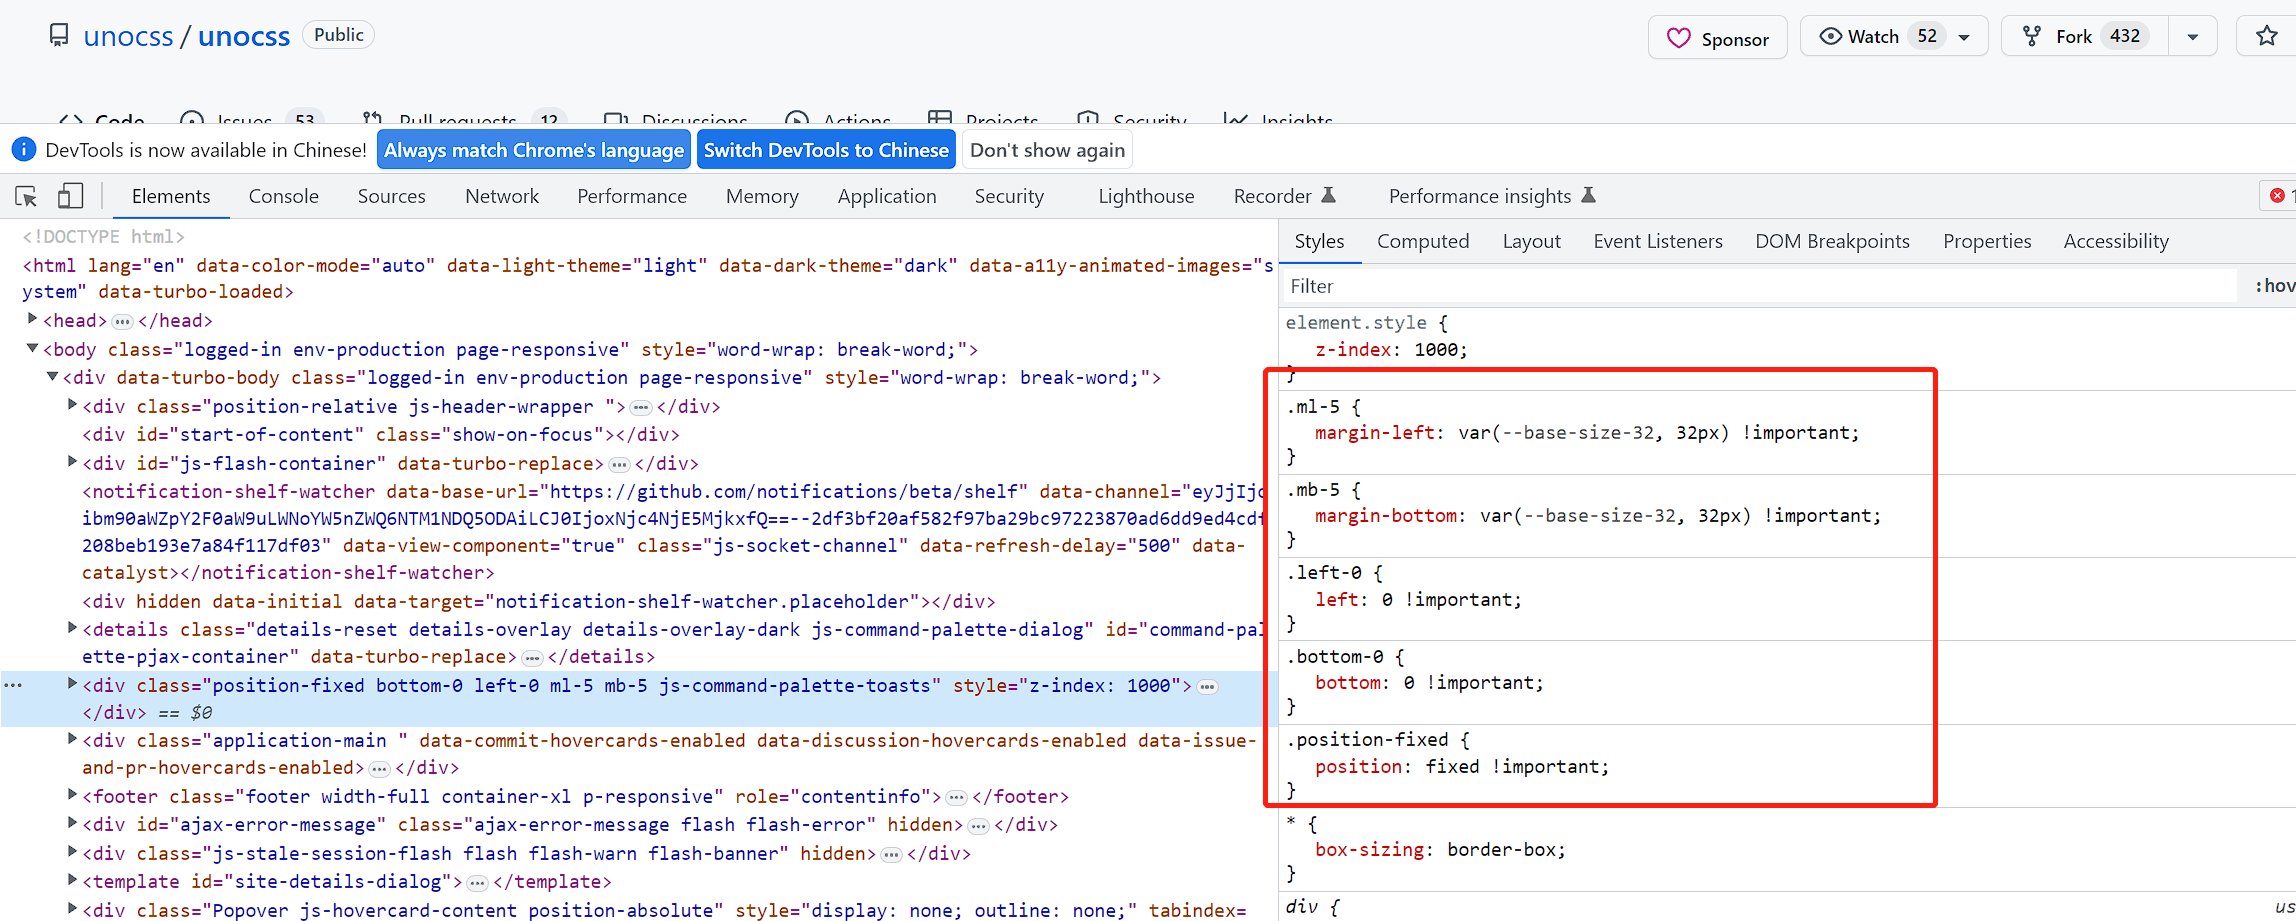 unocss / unocss Public
Sponsor
Watch 52
Fork 432
Code Issues 53 Pull requests 12 Discussions Actions Projects Security Insights
DevTools is now available in Chinese! Always match Chrome's language Switch DevTools to Chinese Don't show again
Elements Console Sources Network Performance Memory Application Security Lighthouse Recorder Performance insights
<!DOCTYPE html>
<html lang="en" data-color-mode="auto" data-light-theme="light" data-dark-theme="dark" data-a11y-animated-images="s
ystem" data-turbo-loaded>
<head> … </head>
<body class="logged-in env-production page-responsive" style="word-wrap: break-word;">
<div data-turbo-body class="logged-in env-production page-responsive" style="word-wrap: break-word;">
<div class="position-relative js-header-wrapper "> … </div>
<div id="start-of-content" class="show-on-focus"></div>
<div id="js-flash-container" data-turbo-replace> … </div>
<notification-shelf-watcher data-base-url="https://github.com/notifications/beta/shelf" data-channel="eyJjIjo
ibm90aWZpY2F0aW9uLWNoYW5nZWQ6NTM1NDQ5ODAiLCJ0IjoxNjc4NjE5MjkxfQ==--2df3bf20af582f97ba29bc97223870ad6dd9ed4cdf
208beb193e7a84f117df03" data-view-component="true" class="js-socket-channel" data-refresh-delay="500" data-
catalyst></notification-shelf-watcher>
<div hidden data-initial data-target="notification-shelf-watcher.placeholder"></div>
<details class="details-reset details-overlay details-overlay-dark js-command-palette-dialog" id="command-pal
ette-pjax-container" data-turbo-replace> … </details>
<div class="position-fixed bottom-0 left-0 ml-5 mb-5 js-command-palette-toasts" style="z-index: 1000"> …
</div> == $0
<div class="application-main " data-commit-hovercards-enabled data-discussion-hovercards-enabled data-issue-
and-pr-hovercards-enabled> … </div>
<footer class="footer width-full container-xl p-responsive" role="contentinfo"> … </footer>
<div id="ajax-error-message" class="ajax-error-message flash flash-error" hidden> … </div>
<div class="js-stale-session-flash flash flash-warn flash-banner" hidden> … </div>
<template id="site-details-dialog"> … </template>
<div class="Popover js-hovercard-content position-absolute" style="display: none; outline: none;" tabindex=
Styles Computed Layout Event Listeners DOM Breakpoints Properties Accessibility
Filter :hov
element.style {
z-index: 1000;
}
.ml-5 {
margin-left: var(--base-size-32, 32px) !important;
}
.mb-5 {
margin-bottom: var(--base-size-32, 32px) !important;
}
.left-0 {
left: 0 !important;
}
.bottom-0 {
bottom: 0 !important;
}
.position-fixed {
position: fixed !important;
}
* {
box-sizing: border-box;
}
div { us